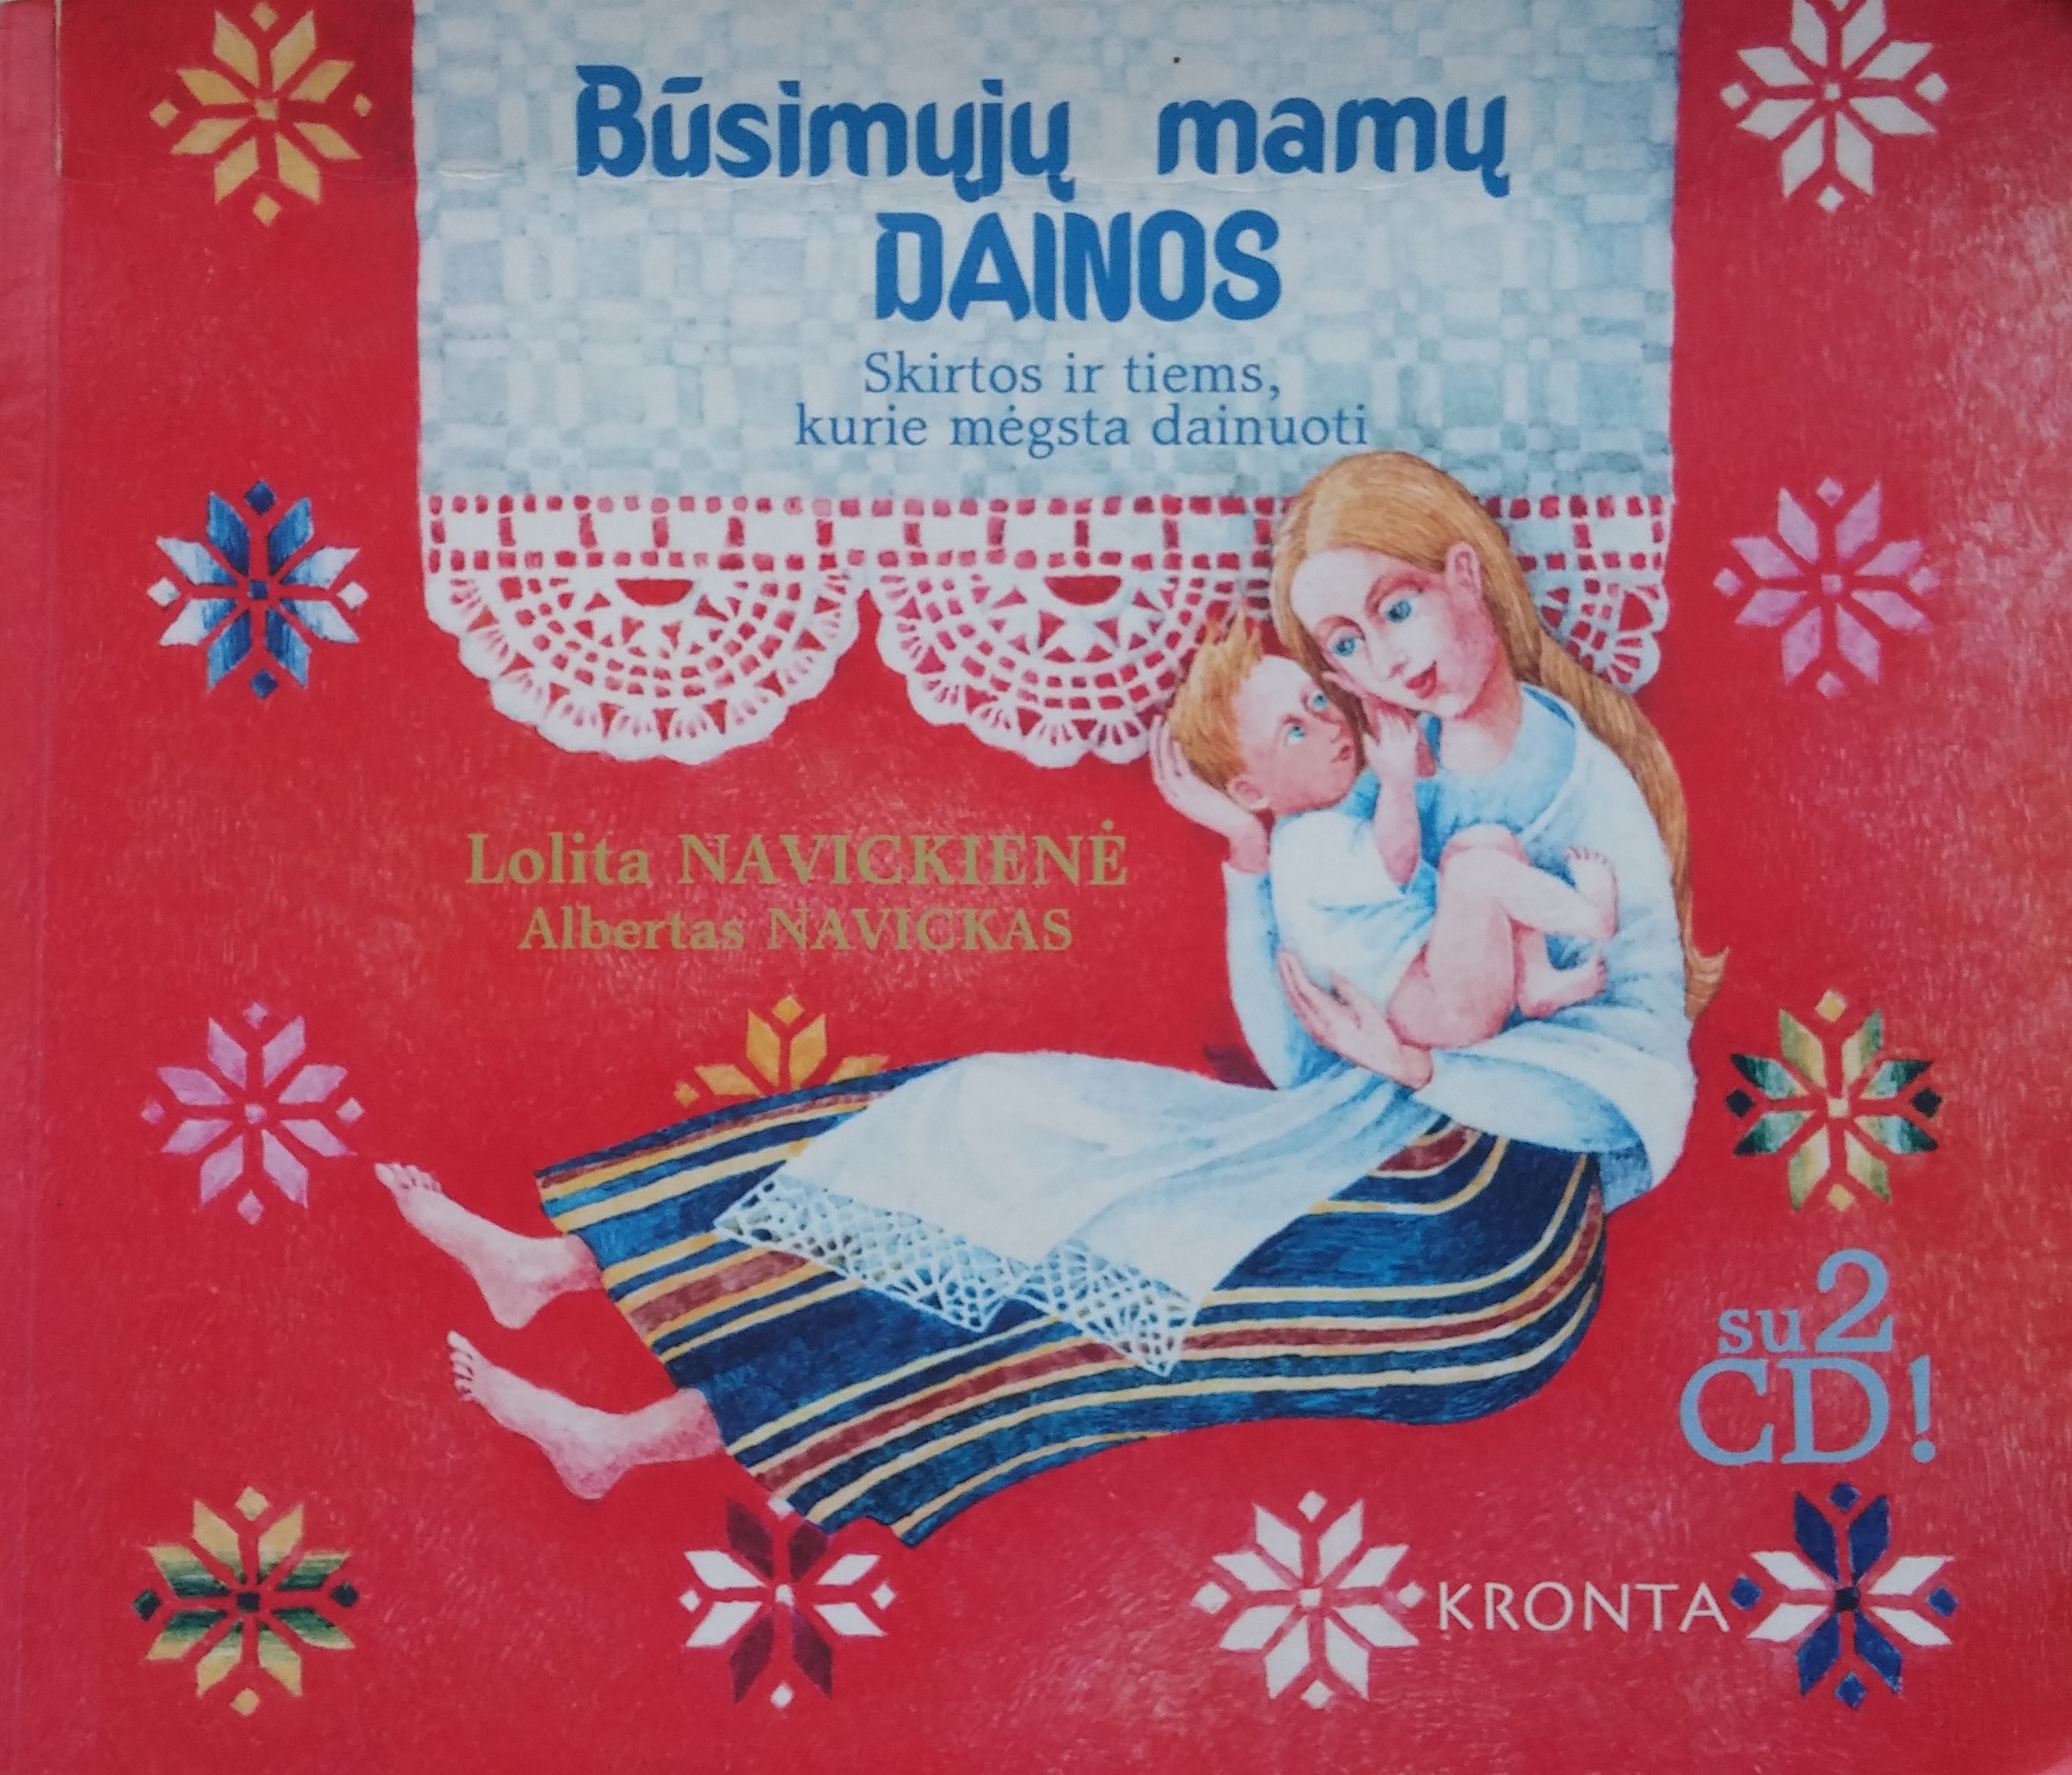 Būsimųjų mamų
DAINOS
Skirtos ir tiems,
kurie mėgsta dainuoti
Lolita NAVICKIENĖ
Albertas NAVICKAS
su 2
CD!
KRONTA